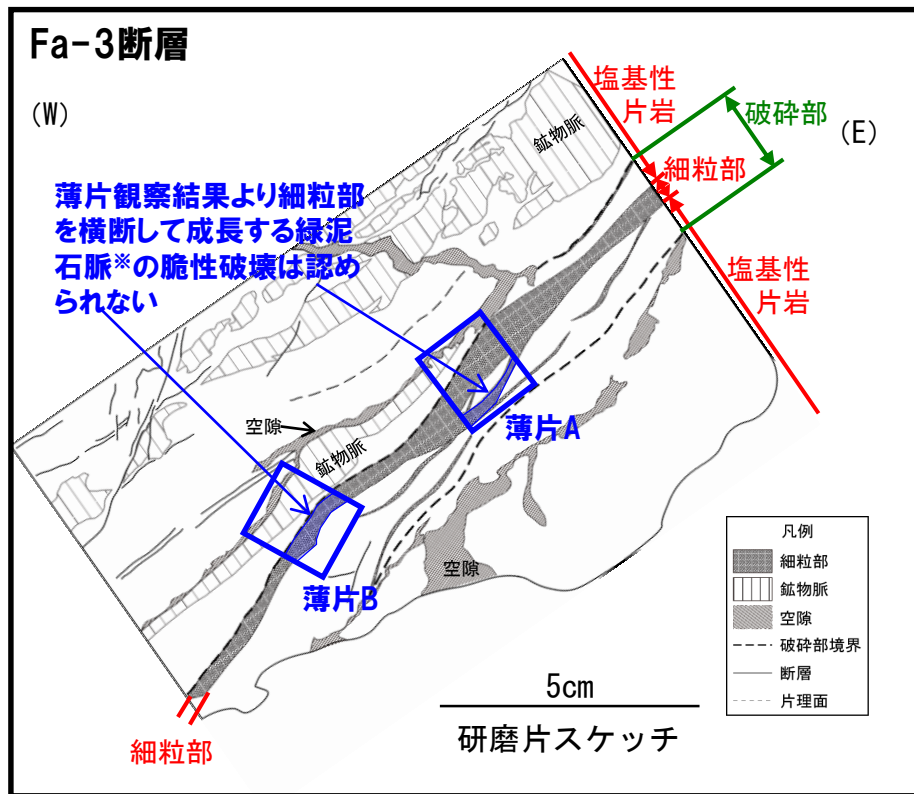 Fa-3断層
(W)
塩基性
片岩
破砕部
(E)
細粒部
塩基性
片岩
鉱物脈
薄片観察結果より細粒部
を横断して成長する緑泥
石脈※の脆性破壊は認め
られない
空隙
鉱物脈
薄片A
薄片B
空隙
細粒部
5cm
研磨片スケッチ
凡例
細粒部
鉱物脈
空隙
破砕部境界
断層
片理面